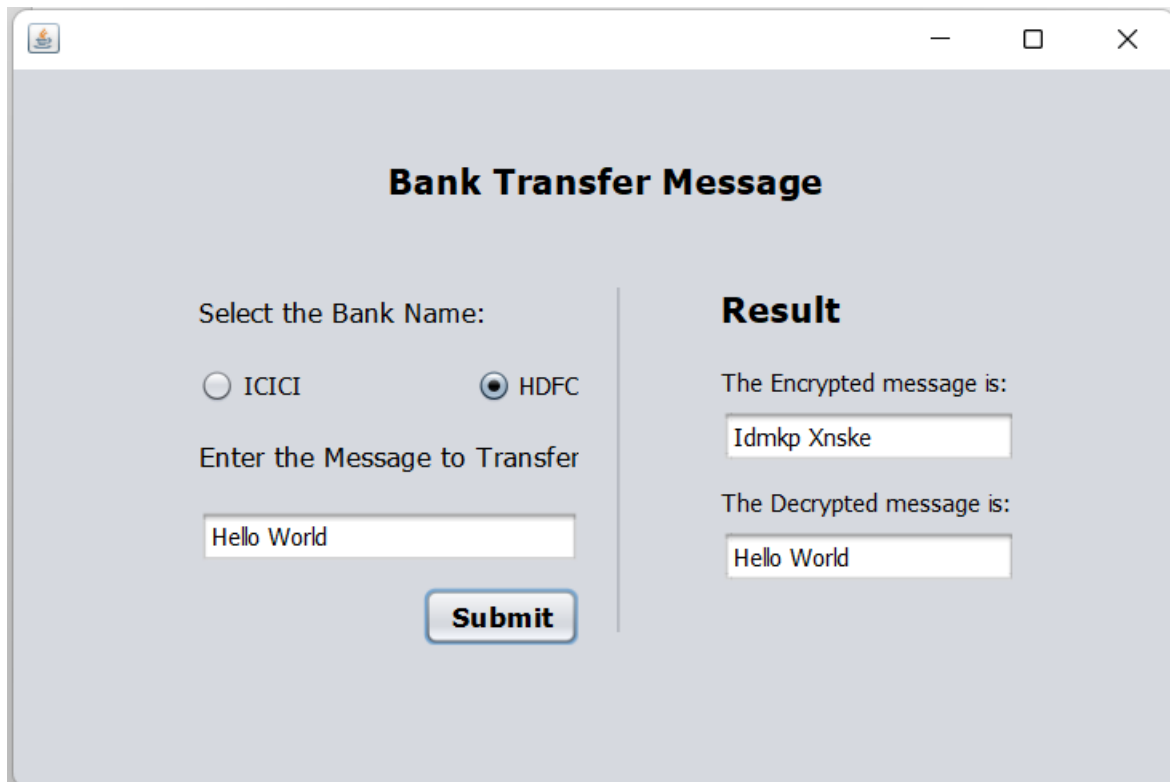 Bank Transfer Message
Select the Bank Name:
ICICI
HDFC
Enter the Message to Transfer
Hello World
Submit
Result
The Encrypted message is:
Idmkp Xnske
The Decrypted message is:
Hello World